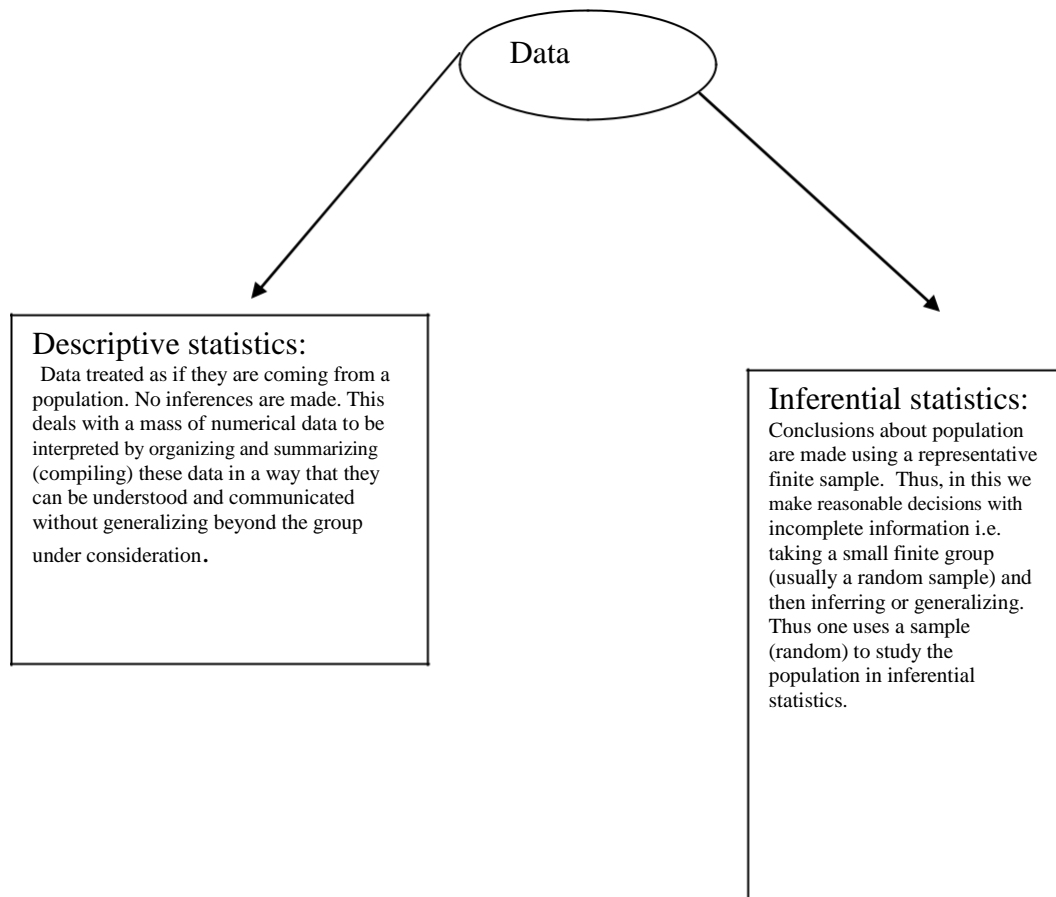 Data
Descriptive statistics:
Data treated as if they are coming from a
population. No inferences are made. This
deals with a mass of numerical data to be
interpreted by organizing and summarizing
(compiling) these data in a way that they
can be understood and communicated
without generalizing beyond the group
under consideration.
Inferential statistics:
Conclusions about population
are made using a representative
finite sample. Thus, in this we
make reasonable decisions with
incomplete information i.e.
taking a small finite group
(usually a random sample) and
then inferring or generalizing.
Thus one uses a sample
(random) to study the
population in inferential
statistics.